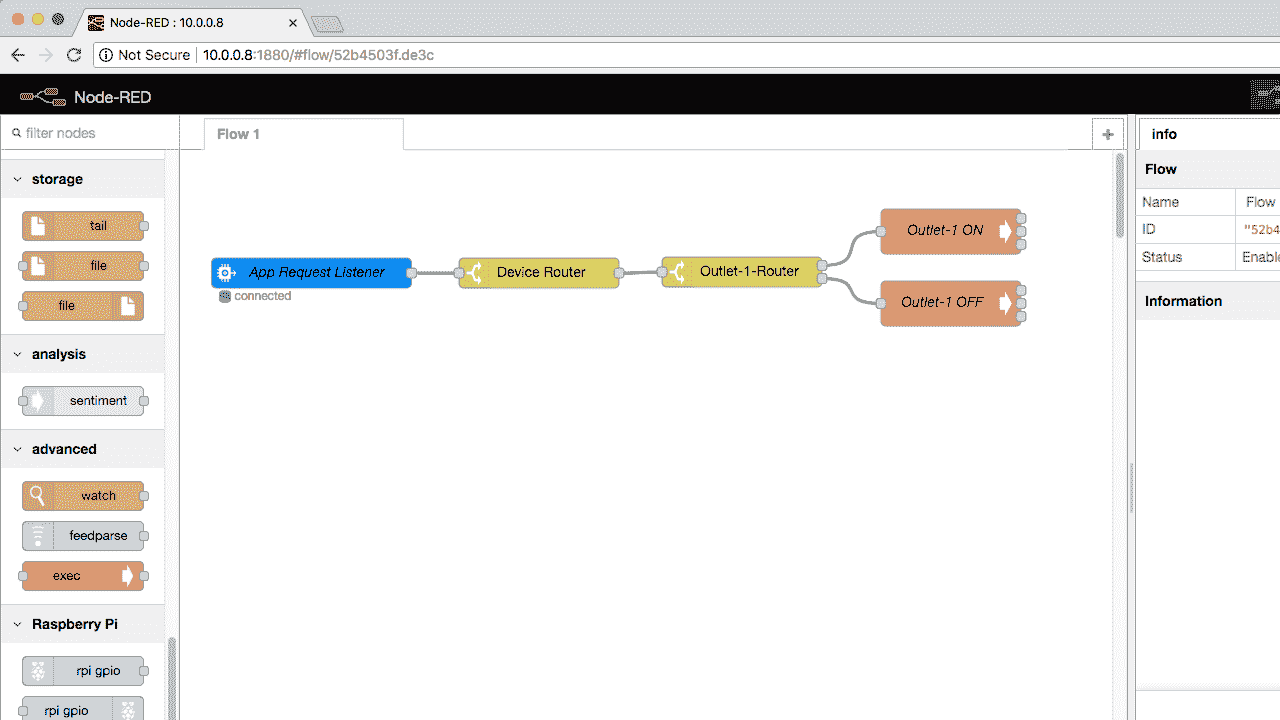 Node-RED : 10.0.0.8
Not Secure 10.0.0.8:1880/#flow/52b4503f.de3c
Node-RED
filter nodes
storage
tail
file
file
analysis
sentiment
advanced
watch
feedparse
exec
Raspberry Pi
rpi gpio
rpi gpio
Flow 1
App Request Listener
connected
Device Router
Outlet-1-Router
Outlet-1 ON
Outlet-1 OFF
info
Flow
Name Flow
ID "52b4
Status Enable
Information